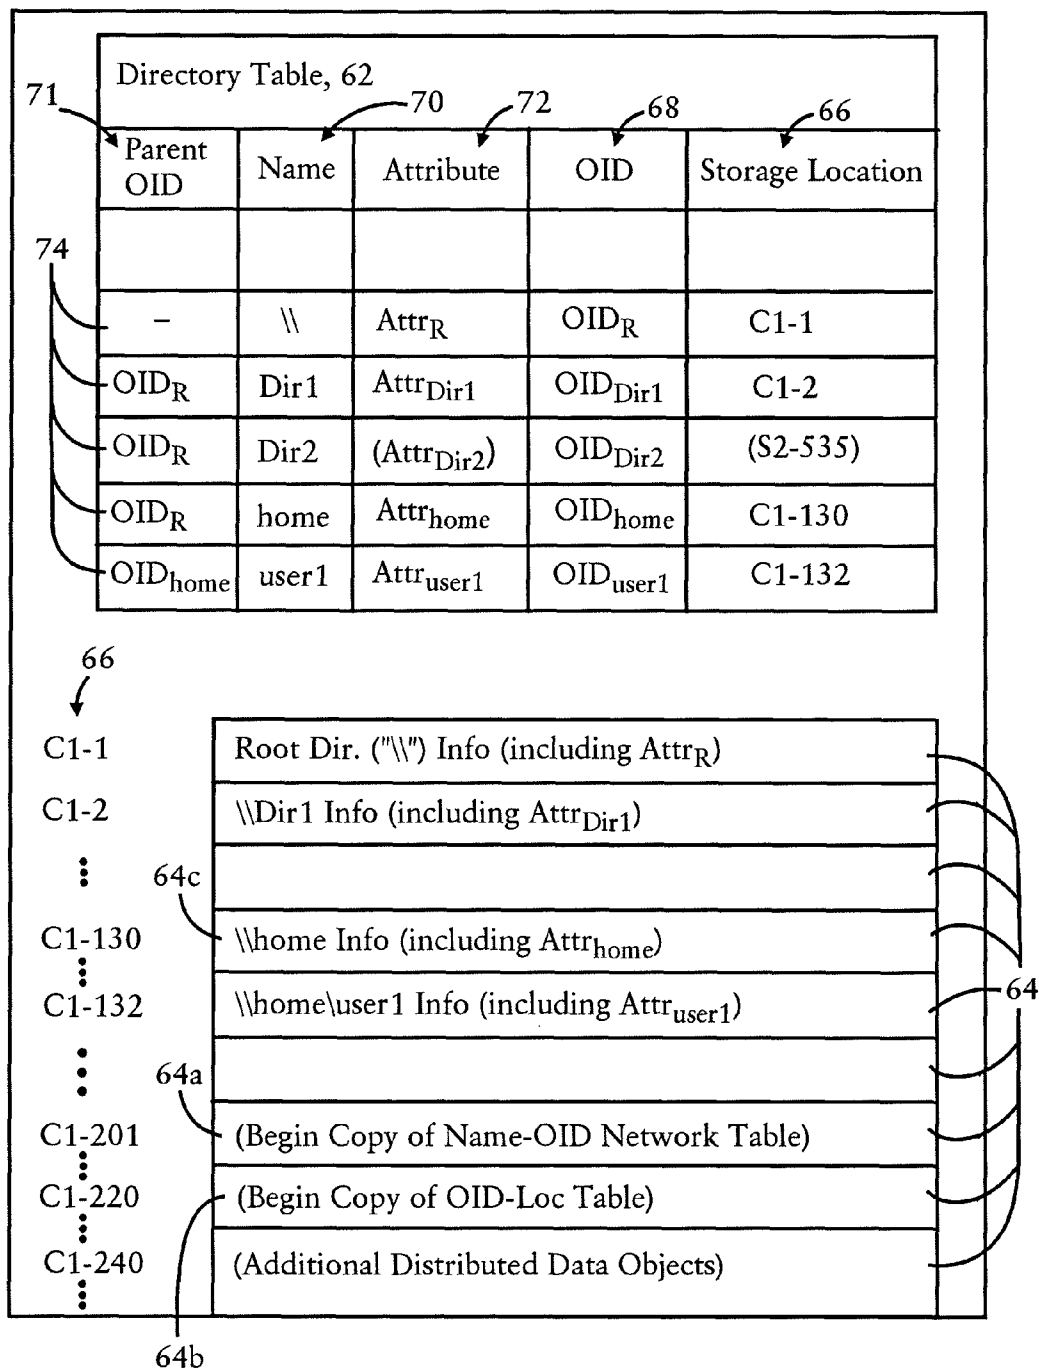 Directory Table, 62
71 70 72 68 66
Parent OID Name Attribute OID Storage Location
74
– \\ AttrR OIDR C1-1
OIDR Dir1 AttrDir1 OIDDir1 C1-2
OIDR Dir2 (AttrDir2) OIDDir2 (S2-535)
OIDR home Attrhome OIDhome C1-130
OIDhome user1 Attruser1 OIDuser1 C1-132
66
C1-1 Root Dir. ("\\") Info (including AttrR)
C1-2 \\Dir1 Info (including AttrDir1)
64c
C1-130 \\home Info (including Attrhome)
C1-132 \\home\user1 Info (including Attruser1)
64
64a
C1-201 (Begin Copy of Name-OID Network Table)
C1-220 (Begin Copy of OID-Loc Table)
C1-240 (Additional Distributed Data Objects)
64b